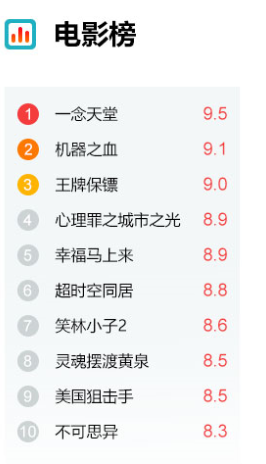 电影榜
1 一念天堂 9.5
2 机器之血 9.1
3 王牌保镖 9.0
4 心理罪之城市之光 8.9
5 幸福马上来 8.9
6 超时空同居 8.8
7 笑林小子2 8.6
8 灵魂摆渡黄泉 8.5
9 美国狙击手 8.5
10 不可思异 8.3